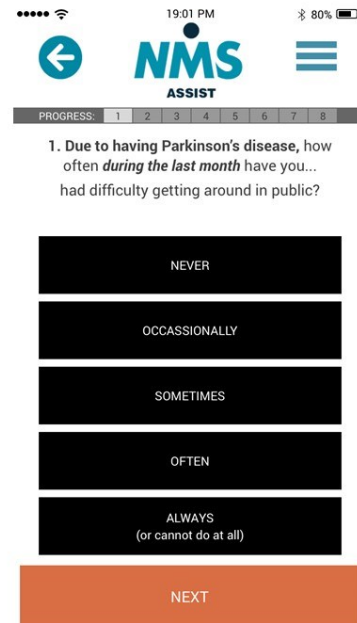 19:01 PM
80%
NMS
ASSIST
PROGRESS: 1 2 3 4 5 6 7 8
1. Due to having Parkinson's disease, how
often during the last month have you...
had difficulty getting around in public?
NEVER
OCCASSIONALLY
SOMETIMES
OFTEN
ALWAYS
(or cannot do at all)
NEXT